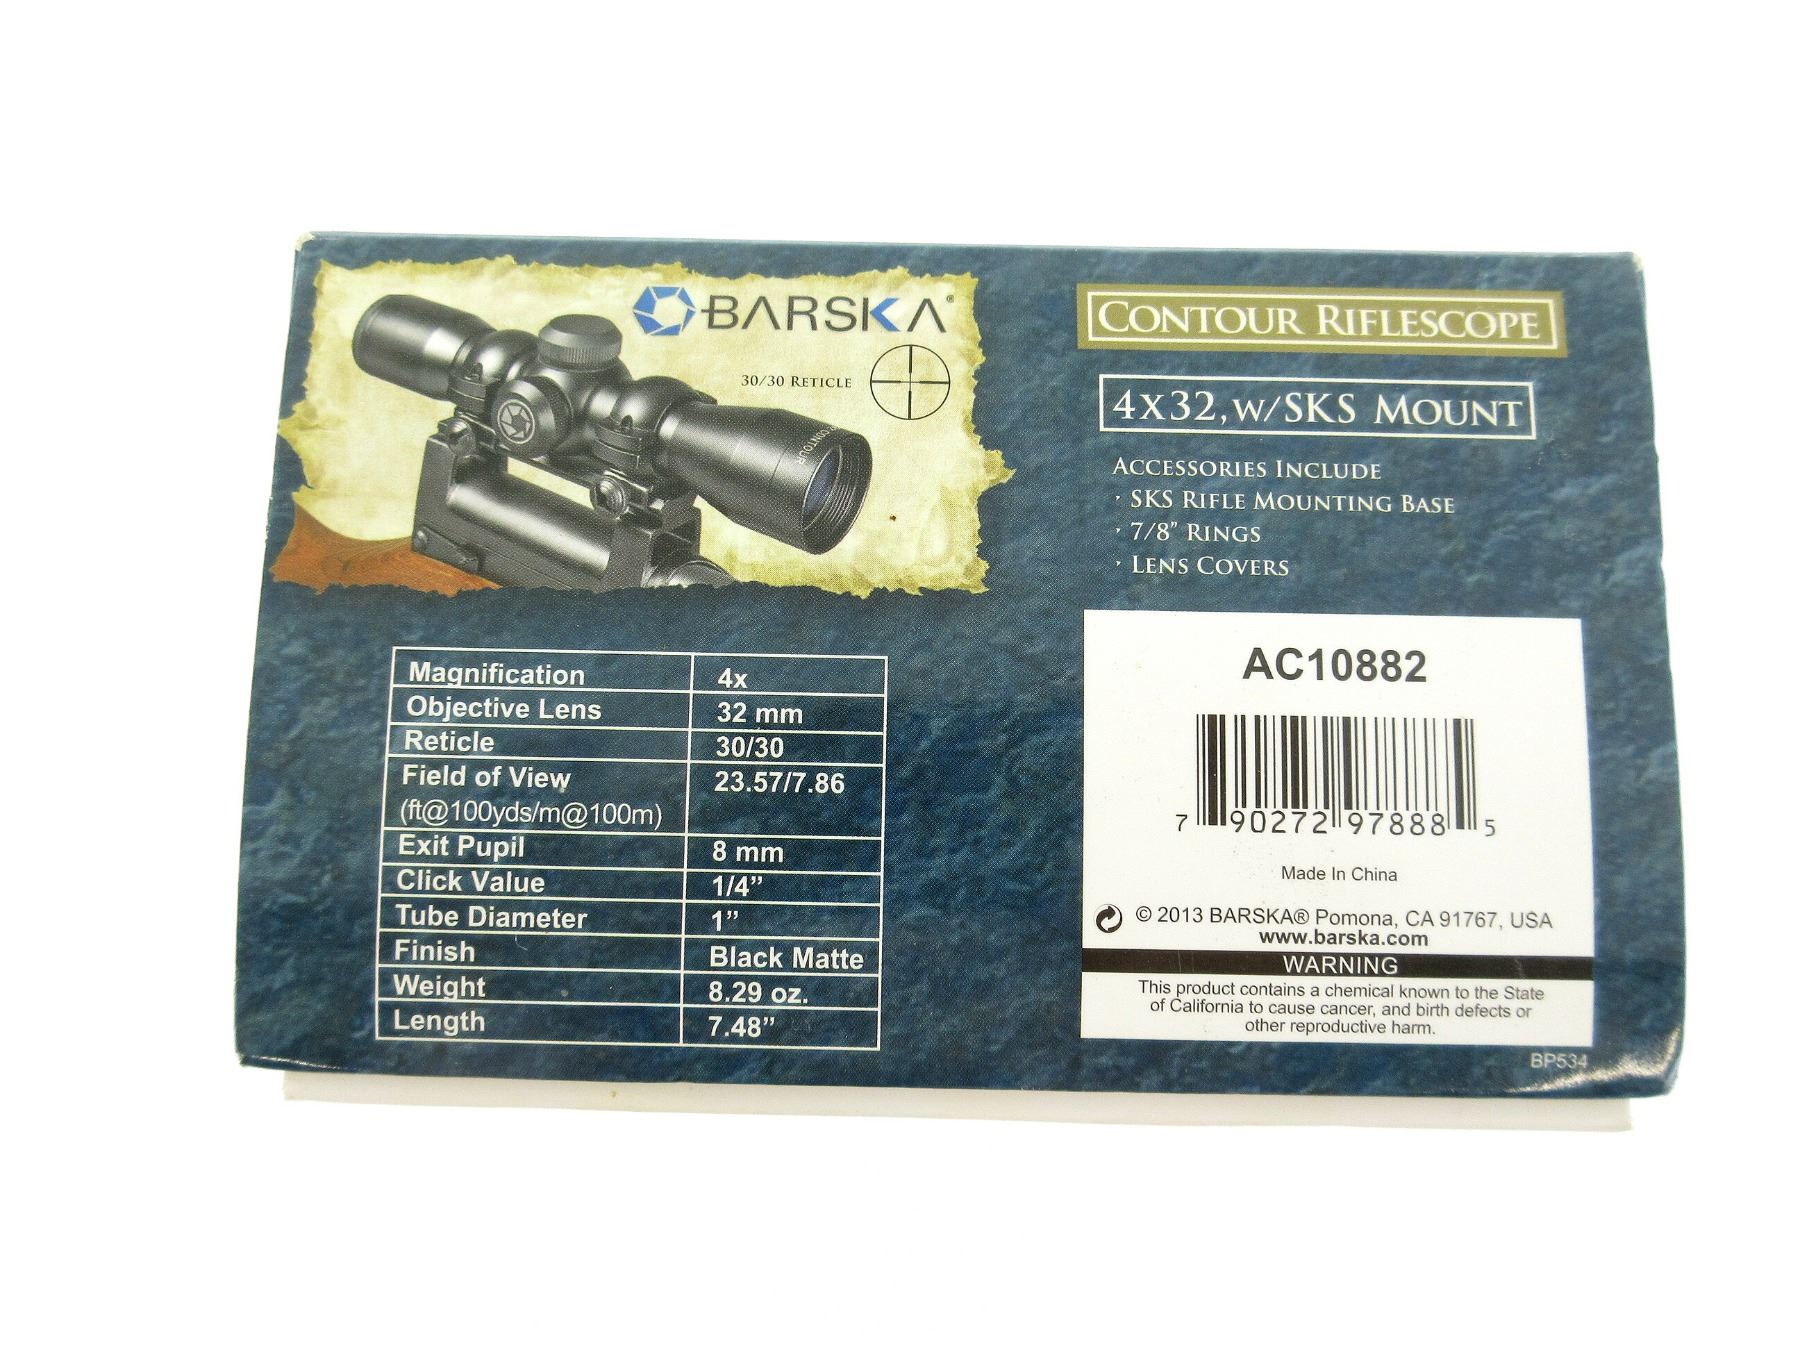 BARSKA®
30/30 RETICLE
CONTOUR
CONTOUR RIFLESCOPE
4X32, W/SKS MOUNT
ACCESSORIES INCLUDE
· SKS RIFLE MOUNTING BASE
· 7/8” RINGS
· LENS COVERS
Magnification 4x
Objective Lens 32 mm
Reticle 30/30
Field of View 23.57/7.86
(ft@100yds/m@100m)
Exit Pupil 8 mm
Click Value 1/4”
Tube Diameter 1”
Finish Black Matte
Weight 8.29 oz.
Length 7.48”
AC10882
7 90272 97888 5
Made In China
© 2013 BARSKA® Pomona, CA 91767, USA
www.barska.com
WARNING
This product contains a chemical known to the State
of California to cause cancer, and birth defects or
other reproductive harm.
BP534